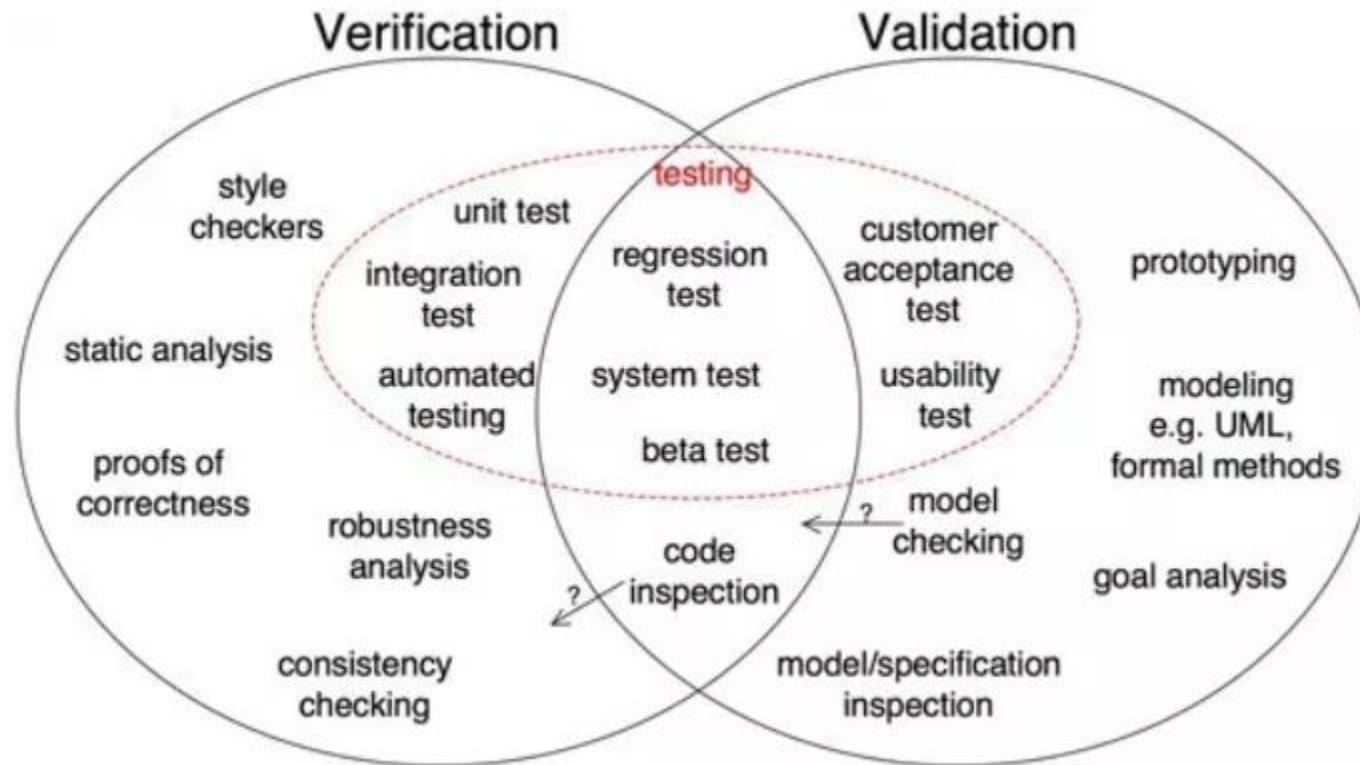 Verification
Validation
testing
style
checkers
unit test
integration
test
automated
testing
static analysis
proofs of
correctness
robustness
analysis
consistency
checking
regression
test
system test
beta test
code
inspection
?
customer
acceptance
test
usability
test
?
model
checking
model/specification
inspection
prototyping
modeling
e.g. UML,
formal methods
goal analysis